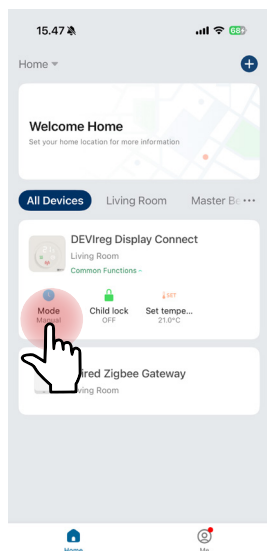 15.47
68
Home
Welcome Home
Set your home location for more information
All Devices
Living Room
Master
DEVIreg Display Connect
Living Room
Common Functions
SET
Mode
Child lock
Set tempe...
Manual
OFF
21.0°C
Zigbee Gateway
Room
Home
Me